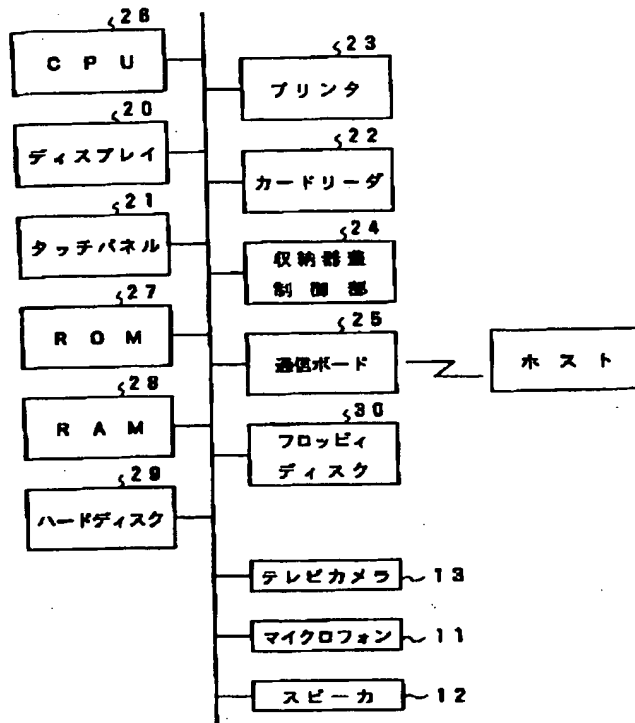 26
CPU
20
ディスプレイ
21
タッチパネル
27
ROM
28
RAM
29
ハードディスク
23
プリンタ
22
カードリーダ
24
収納器蓋
制御部
25
通信ボード
ホスト
30
フロッピィ
ディスク
テレビカメラ 13
マイクロフォン 11
スピーカ 12